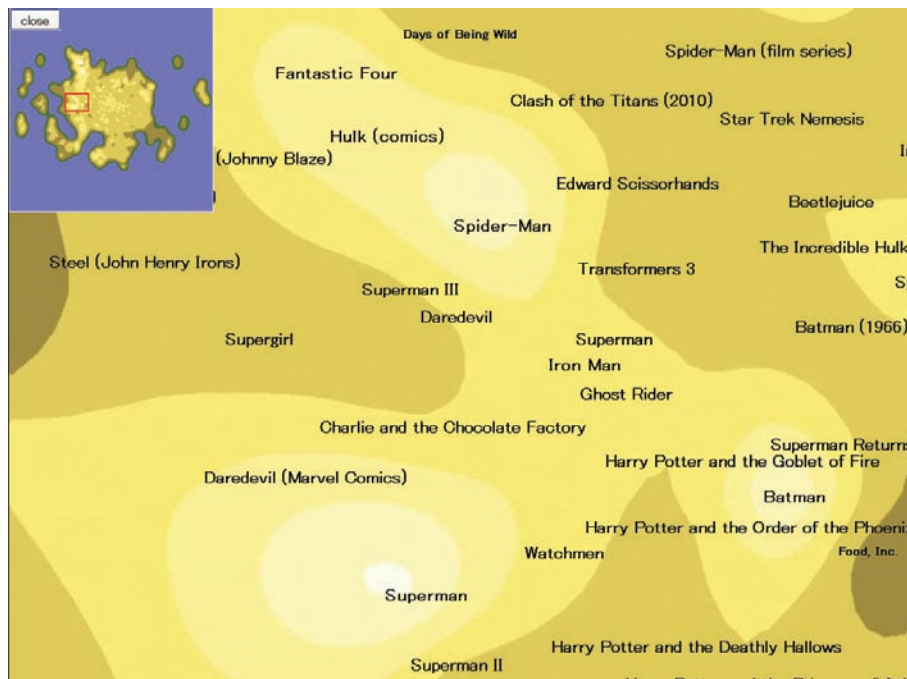 close
Days of Being Wild
Spider-Man (film series)
Fantastic Four
Clash of the Titans (2010)
Star Trek Nemesis
Hulk (comics)
(Johnny Blaze)
Edward Scissorhands
Beetlejuice
Spider-Man
The Incredible Hulk
Steel (John Henry Irons)
Transformers 3
Superman III
Daredevil
Batman (1966)
Supergirl
Superman
Iron Man
Ghost Rider
Charlie and the Chocolate Factory
Superman Returns
Harry Potter and the Goblet of Fire
Daredevil (Marvel Comics)
Batman
Harry Potter and the Order of the Phoenix
Watchmen
Food, Inc.
Superman
Harry Potter and the Deathly Hallows
Superman II